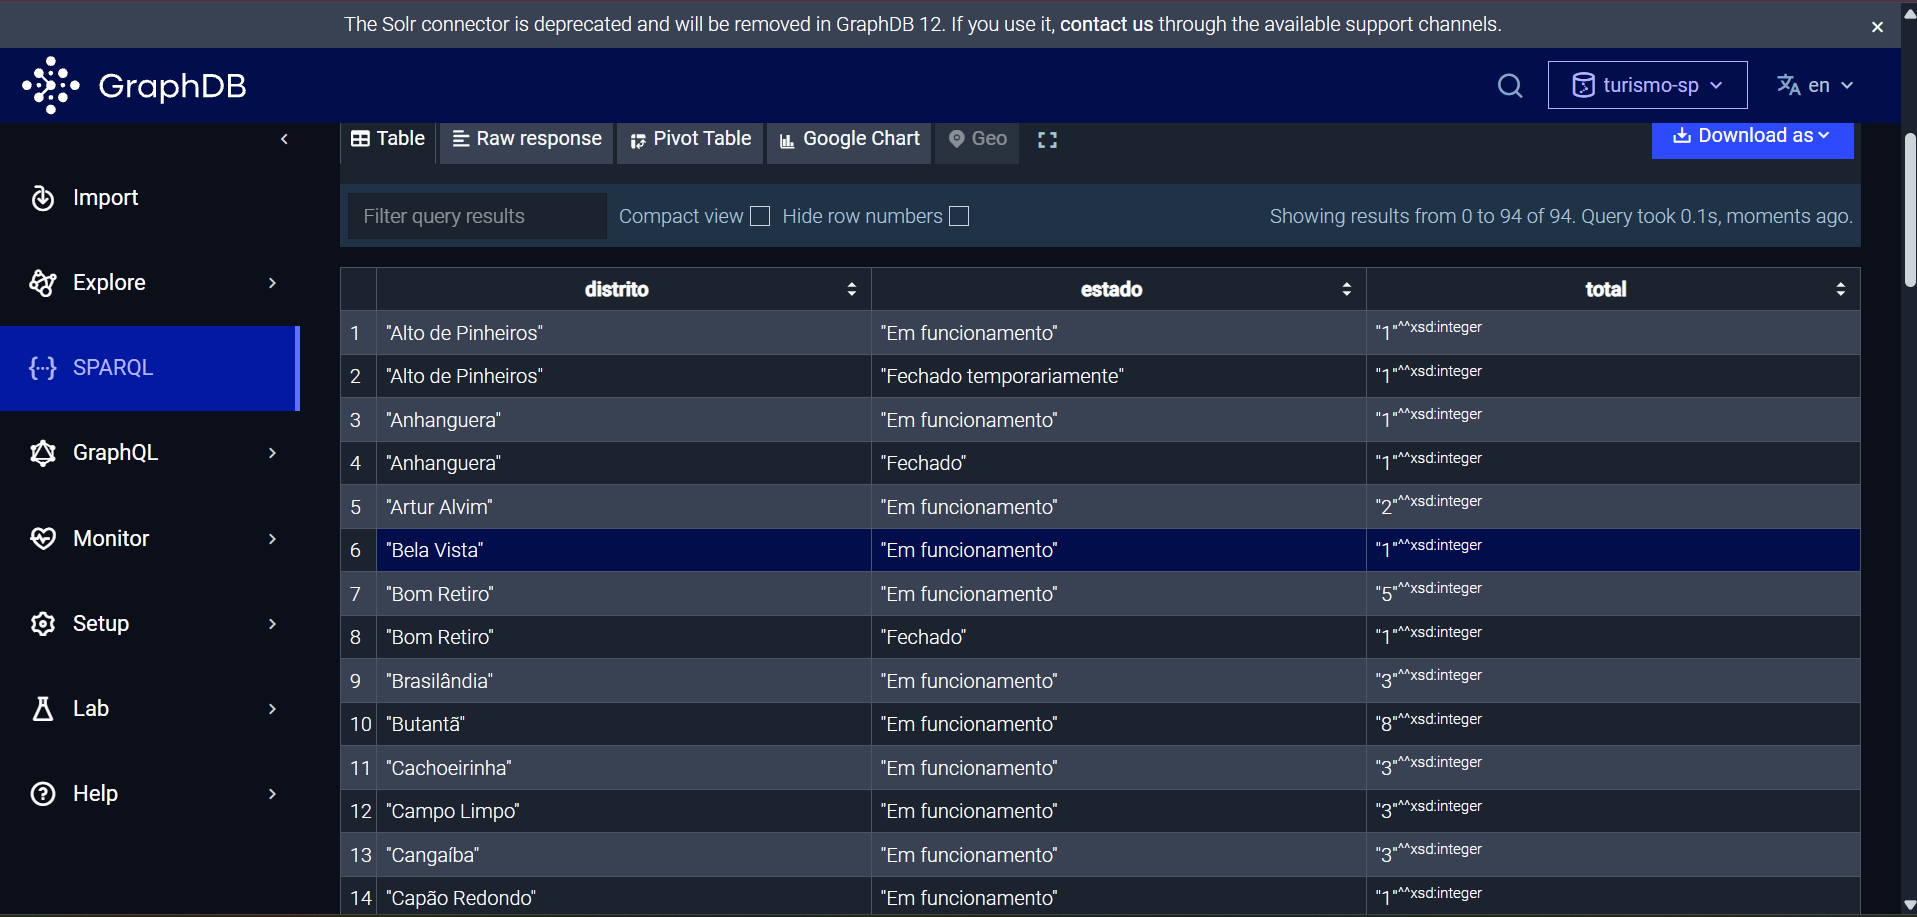 The Solr connector is deprecated and will be removed in GraphDB 12. If you use it, contact us through the available support channels.
×
GraphDB
turismo-sp
en
Table
Raw response
Pivot Table
Google Chart
Geo
Download as
Import
Explore
SPARQL
GraphQL
Monitor
Setup
Lab
Help
Filter query results
Compact view
Hide row numbers
Showing results from 0 to 94 of 94. Query took 0.1s, moments ago.
distrito estado total
1 "Alto de Pinheiros" "Em funcionamento" "1"^^xsd:integer
2 "Alto de Pinheiros" "Fechado temporariamente" "1"^^xsd:integer
3 "Anhanguera" "Em funcionamento" "1"^^xsd:integer
4 "Anhanguera" "Fechado" "1"^^xsd:integer
5 "Artur Alvim" "Em funcionamento" "2"^^xsd:integer
6 "Bela Vista" "Em funcionamento" "1"^^xsd:integer
7 "Bom Retiro" "Em funcionamento" "5"^^xsd:integer
8 "Bom Retiro" "Fechado" "1"^^xsd:integer
9 "Brasilândia" "Em funcionamento" "3"^^xsd:integer
10 "Butantã" "Em funcionamento" "8"^^xsd:integer
11 "Cachoeirinha" "Em funcionamento" "3"^^xsd:integer
12 "Campo Limpo" "Em funcionamento" "3"^^xsd:integer
13 "Cangaíba" "Em funcionamento" "3"^^xsd:integer
14 "Capão Redondo" "Em funcionamento" "1"^^xsd:integer